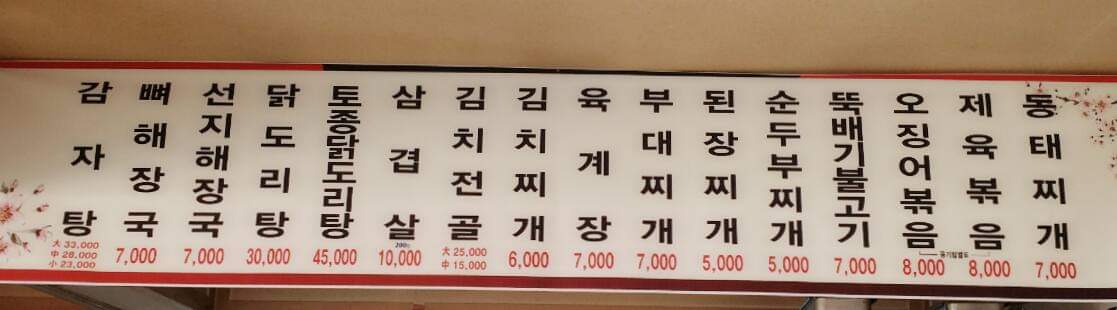 감자탕
大 33,000
中 28,000
小 23,000
뼈해장국
7,000
선지해장국
7,000
닭도리탕
30,000
토종닭도리탕
45,000
삼겹살
200g
10,000
김치전골
大 25,000
中 15,000
김치찌개
6,000
육계장
7,000
부대찌개
7,000
된장찌개
5,000
순두부찌개
5,000
뚝배기불고기
7,000
오징어볶음
8,000
제육볶음
8,000
공기밥별도
동태찌개
7,000